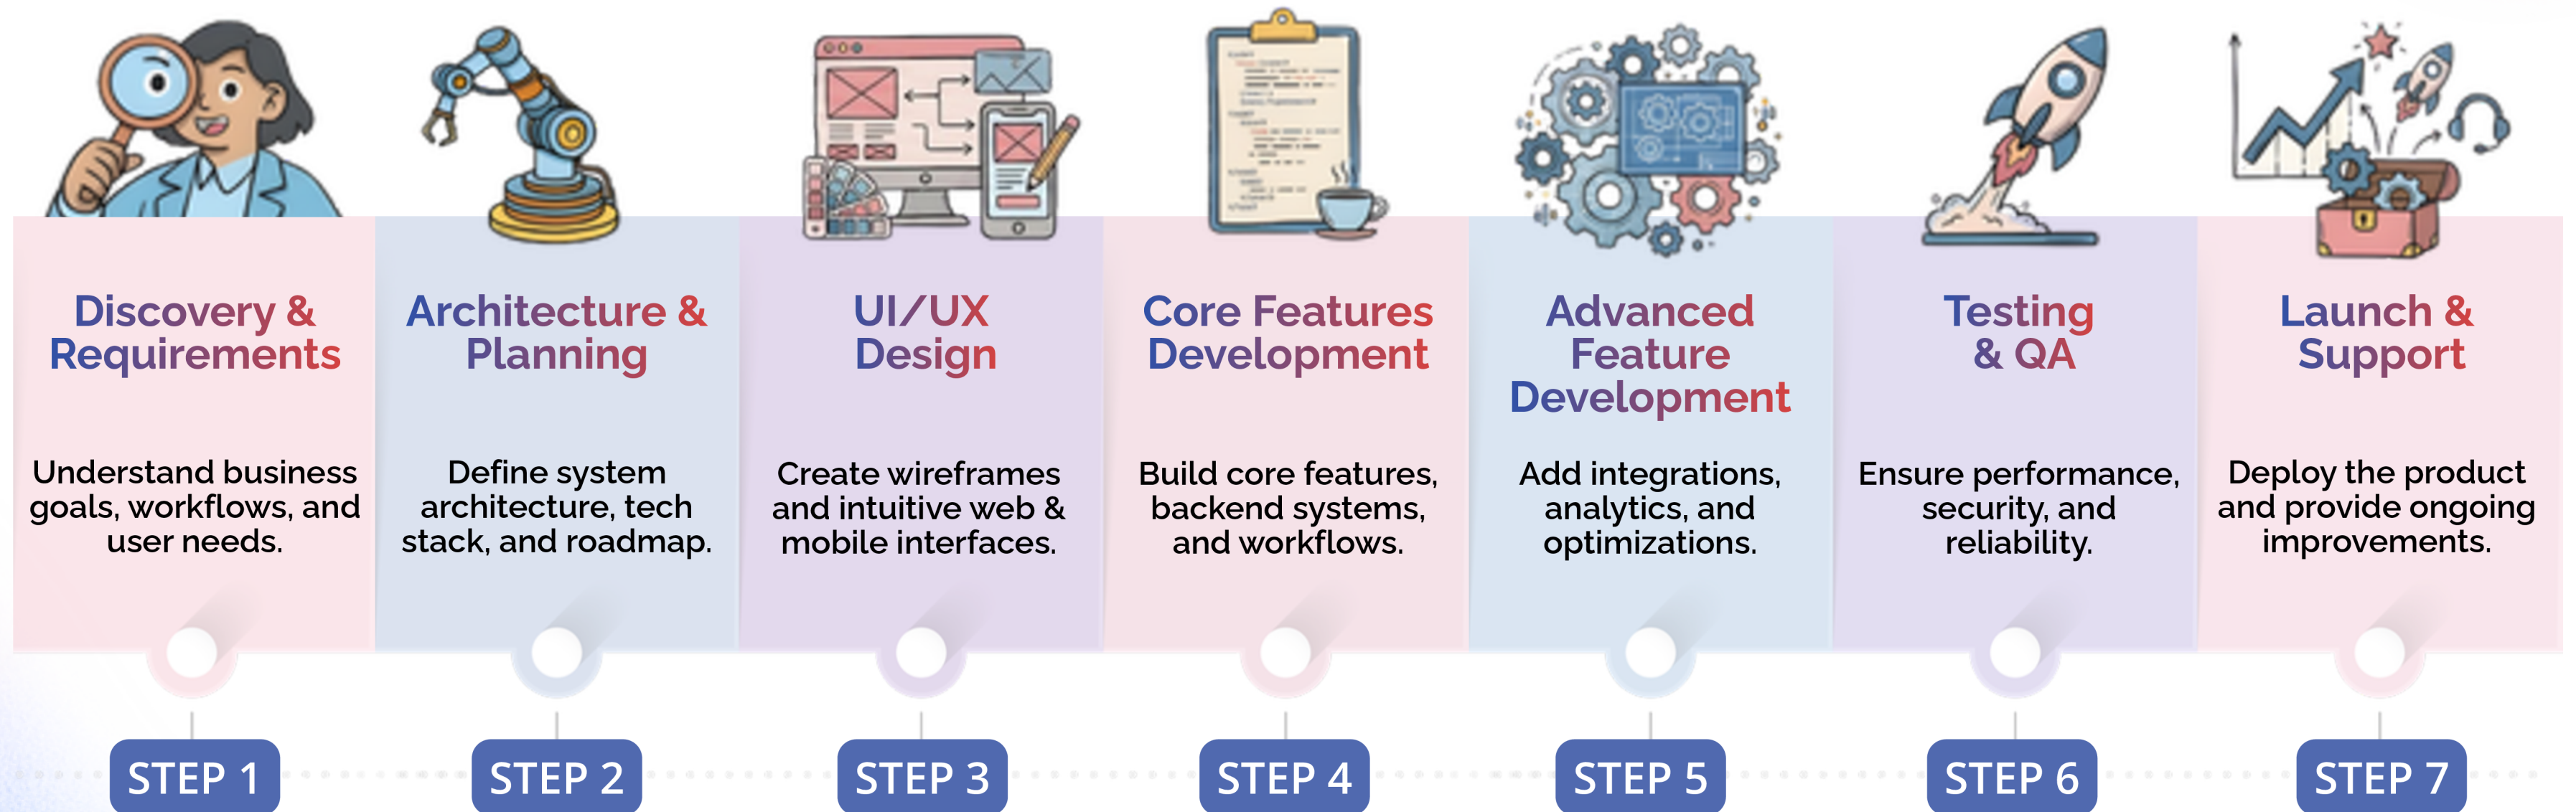 Discovery &
Requirements
Understand business
goals, workflows, and
user needs.
STEP 1
Architecture &
Planning
Define system
architecture, tech
stack, and roadmap.
STEP 2
UI/UX
Design
Create wireframes
and intuitive web &
mobile interfaces.
STEP 3
Core Features
Development
Build core features,
backend systems,
and workflows.
STEP 4
Advanced
Feature
Development
Add integrations,
analytics, and
optimizations.
STEP 5
Testing
& QA
Ensure performance,
security, and
reliability.
STEP 6
Launch &
Support
Deploy the product
and provide ongoing
improvements.
STEP 7